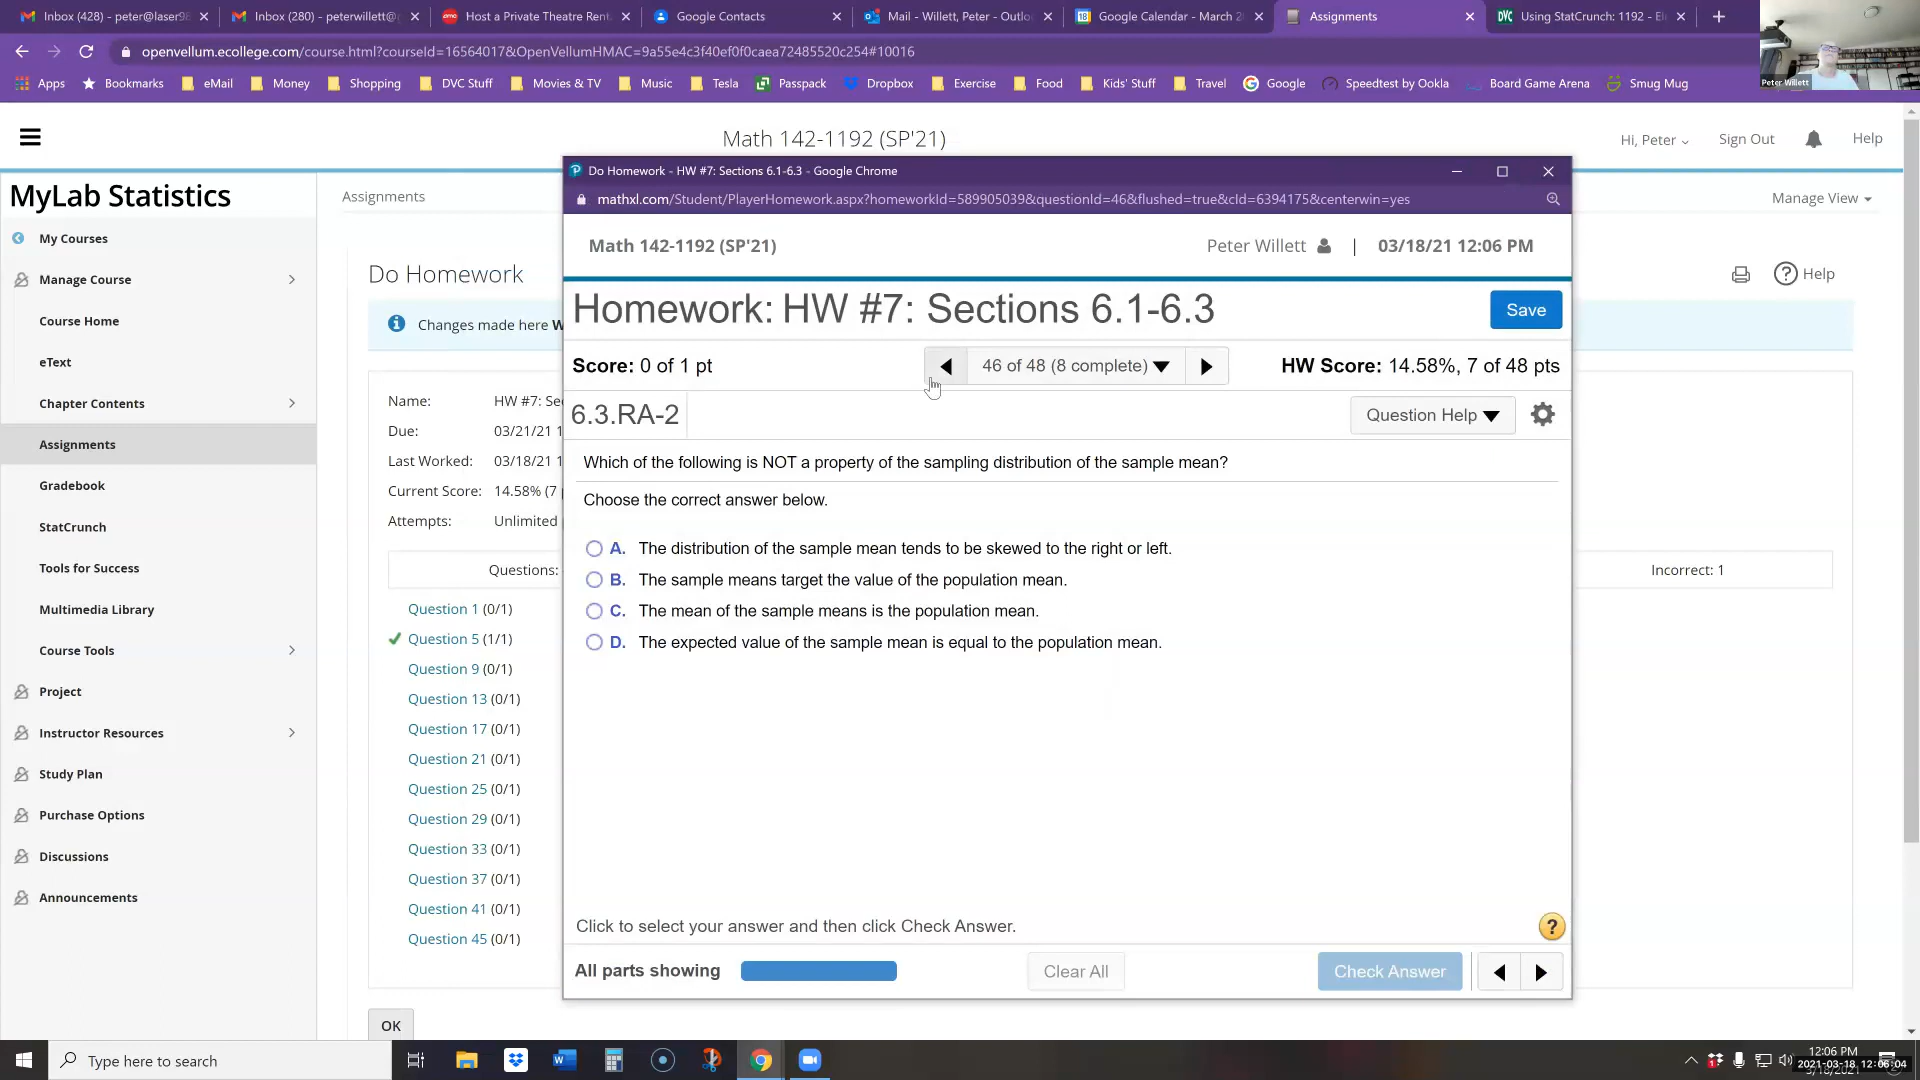 Inbox (428) - peter@laser98
Inbox (280) - peterwillett@g
Host a Private Theatre Rent
Google Contacts
Mail - Willett, Peter - Outlo
Google Calendar - March 2
Assignments
Using StatCrunch: 1192 - El
openvellum.ecollege.com/course.html?courseId=16564017&OpenVellumHMAC=9a55e4c3f40ef0f0caea72485520c254#10016
Peter Willett
Apps Bookmarks eMail Money Shopping DVC Stuff Movies & TV Music Tesla Passpack Dropbox Exercise Food Kids' Stuff Travel Google Speedtest by Ookla Board Game Arena Smug Mug
Math 142-1192 (SP'21)
Hi, Peter Sign Out Help
MyLab Statistics
My Courses
Manage Course
Course Home
eText
Chapter Contents
Assignments
Gradebook
StatCrunch
Tools for Success
Multimedia Library
Course Tools
Project
Instructor Resources
Study Plan
Purchase Options
Discussions
Announcements
Assignments
Manage View
Do Homework
Help
Changes made here W
Name: HW #7: Se
Due: 03/21/21 1
Last Worked: 03/18/21 1
Current Score: 14.58% (7 p
Attempts: Unlimited
Questions:
Incorrect: 1
Question 1 (0/1)
Question 5 (1/1)
Question 9 (0/1)
Question 13 (0/1)
Question 17 (0/1)
Question 21 (0/1)
Question 25 (0/1)
Question 29 (0/1)
Question 33 (0/1)
Question 37 (0/1)
Question 41 (0/1)
Question 45 (0/1)
OK
Do Homework - HW #7: Sections 6.1-6.3 - Google Chrome
mathxl.com/Student/PlayerHomework.aspx?homeworkId=589905039&questionId=46&flushed=true&cId=6394175&centerwin=yes
Math 142-1192 (SP'21)
Peter Willett | 03/18/21 12:06 PM
Homework: HW #7: Sections 6.1-6.3
Save
Score: 0 of 1 pt
46 of 48 (8 complete)
HW Score: 14.58%, 7 of 48 pts
6.3.RA-2
Question Help
Which of the following is NOT a property of the sampling distribution of the sample mean?
Choose the correct answer below.
A. The distribution of the sample mean tends to be skewed to the right or left.
B. The sample means target the value of the population mean.
C. The mean of the sample means is the population mean.
D. The expected value of the sample mean is equal to the population mean.
Click to select your answer and then click Check Answer.
?
All parts showing
Clear All
Check Answer
Type here to search
12:06 PM
2021-03-18 12:06:04